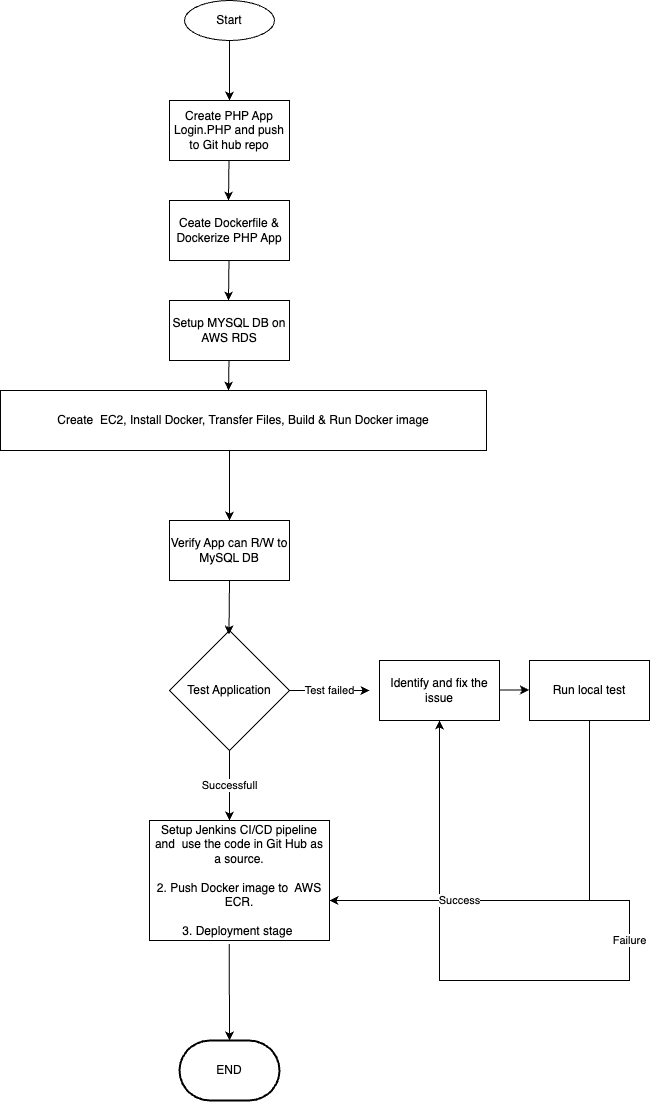 Start
Create PHP App
Login.PHP and push
to Git hub repo
Ceate Dockerfile &
Dockerize PHP App
Setup MYSQL DB on
AWS RDS
Create  EC2, Install Docker, Transfer Files, Build & Run Docker image
Verify App can R/W to
MySQL DB
Test Application
Test failed
Identify and fix the
issue
Run local test
Successfull
Setup Jenkins CI/CD pipeline
and  use the code in Git Hub as
a source.
2. Push Docker image to  AWS
ECR.
3. Deployment stage
Success
Failure
END